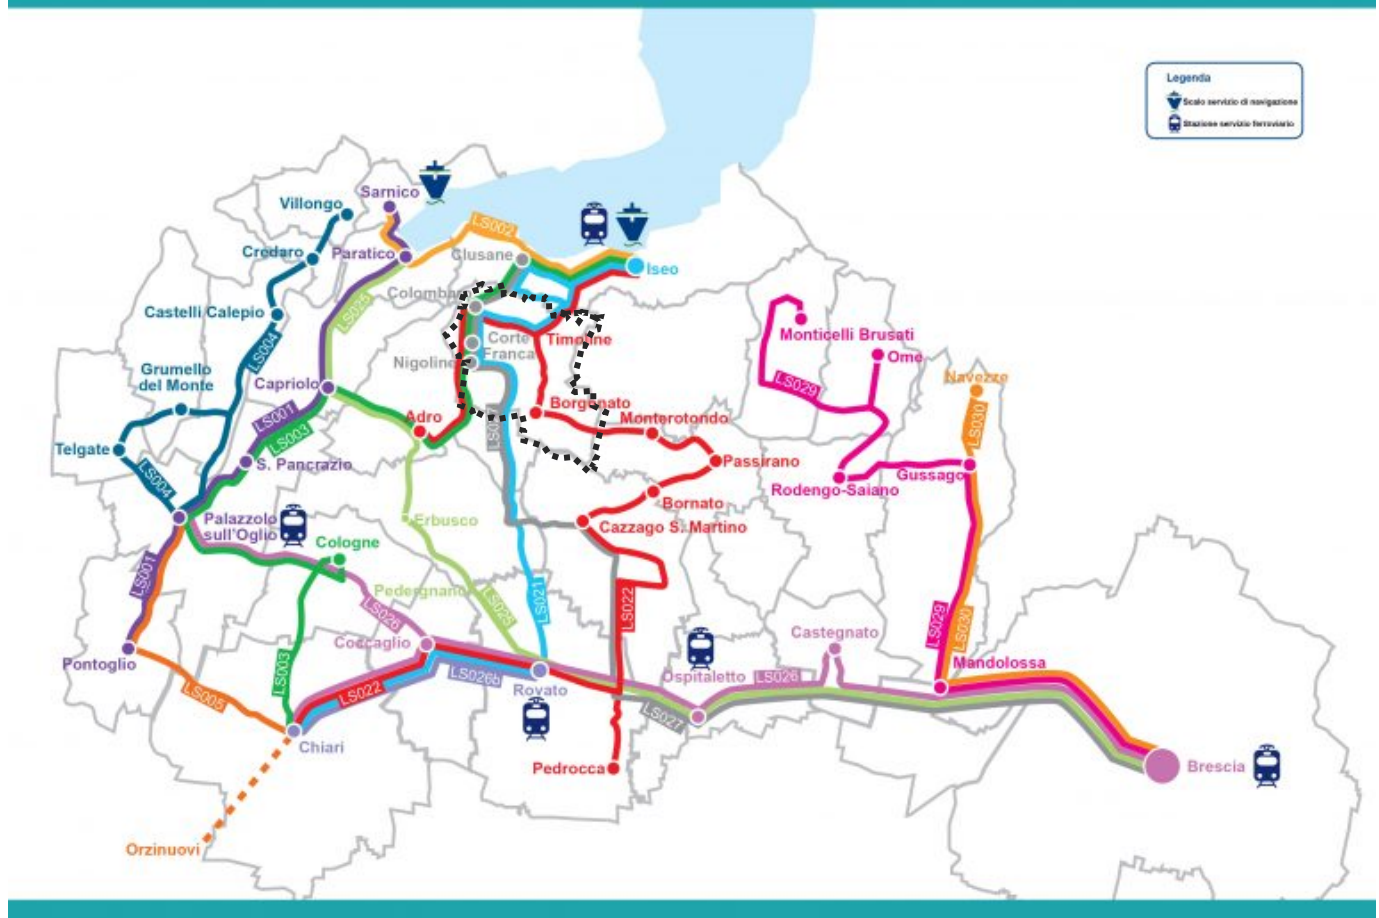 Legenda
Scalo servizio di navigazione
Stazione servizio ferroviario
Sarnico
Villongo
LS002
Credaro
Paratico
Clusane
Iseo
Colomba
Castelli Calepio
LS025
LS004
Monticelli Brusati
Corte
Franca
Timoline
Nigoline
Ome
Grumello
del Monte
Capriolo
LS029
Navezze
Adro
LS001
LS003
Borgonato
Monterotondo
LS030
Telgate
LS004
S. Pancrazio
Passirano
Rodengo-Saiano
Gussago
Bornato
Palazzolo
sull'Oglio
Erbusco
Cazzago S. Martino
Cologne
LS001
Pedergnano
LS025
LS021
LS022
LS026
LS029
LS030
Coccaglio
Castegnato
Pontoglio
LS003
LS022
LS026b
Rovato
Ospitaletto
LS026
Mandolossa
LS005
LS027
Chiari
Pedrocca
Brescia
Orzinuovi